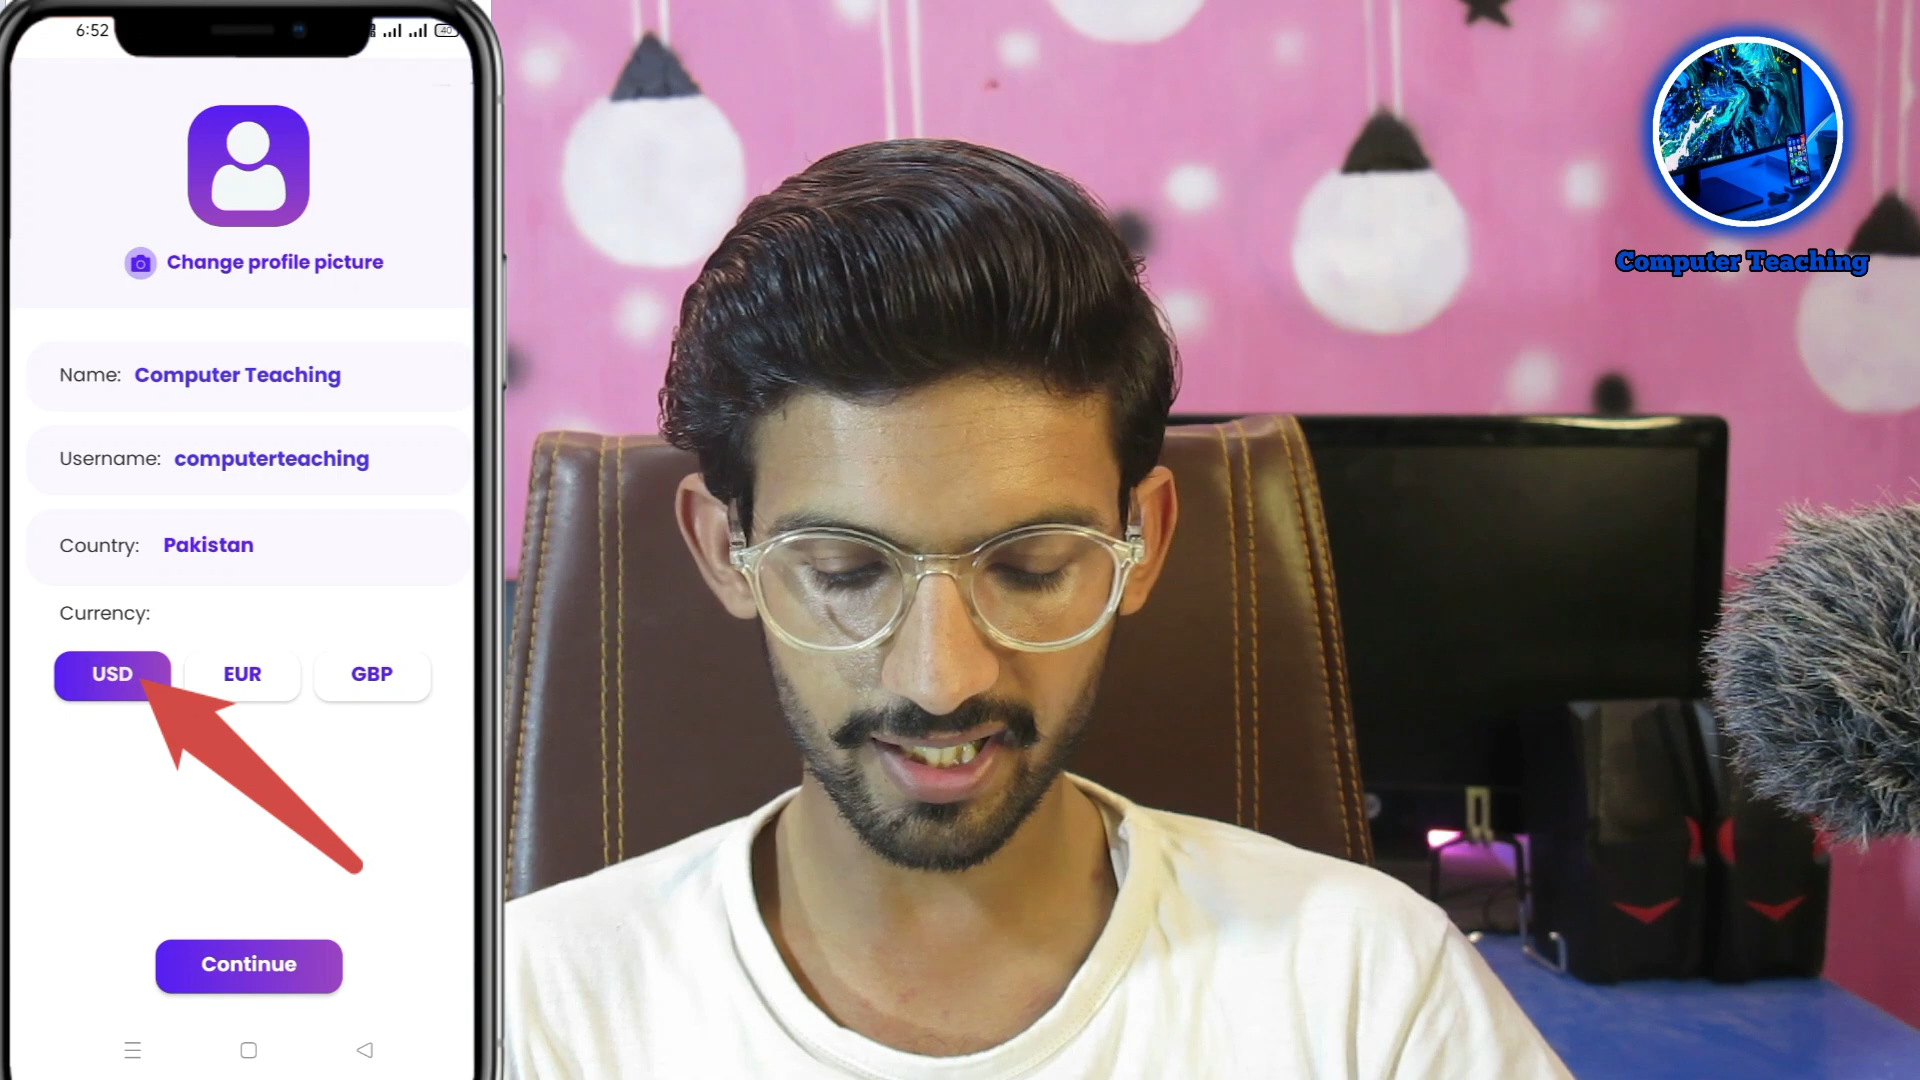 6:52
40
Change profile picture
Name: Computer Teaching
Username: computerteaching
Country: Pakistan
Currency:
USD EUR GBP
Continue
Computer Teaching